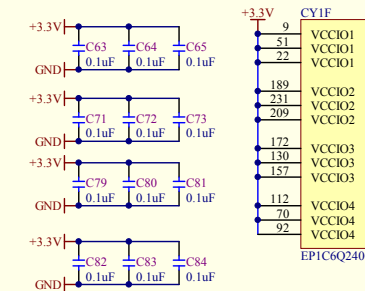 +3.3V
C63 C64 C65
GND 0.1uF 0.1uF 0.1uF
+3.3V
C71 C72 C73
GND 0.1uF 0.1uF 0.1uF
+3.3V
C79 C80 C81
GND 0.1uF 0.1uF 0.1uF
+3.3V
C82 C83 C84
GND 0.1uF 0.1uF 0.1uF
+3.3V CY1F
9 VCCIO1
51 VCCIO1
22 VCCIO1
189 VCCIO2
231 VCCIO2
209 VCCIO2
172 VCCIO3
130 VCCIO3
157 VCCIO3
112 VCCIO4
70 VCCIO4
92 VCCIO4
EP1C6Q240